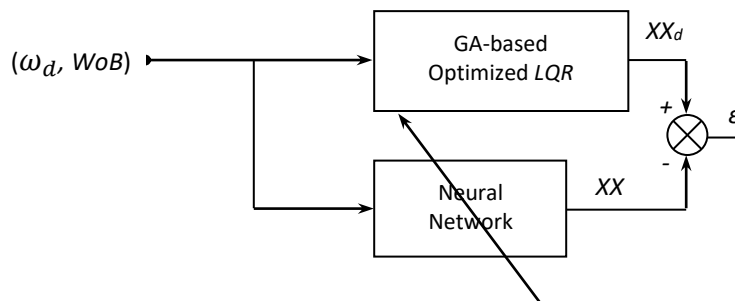 GA-based
Optimized LQR
XX_d
(ω_d, WoB)
+
ε
-
Neural
Network
XX